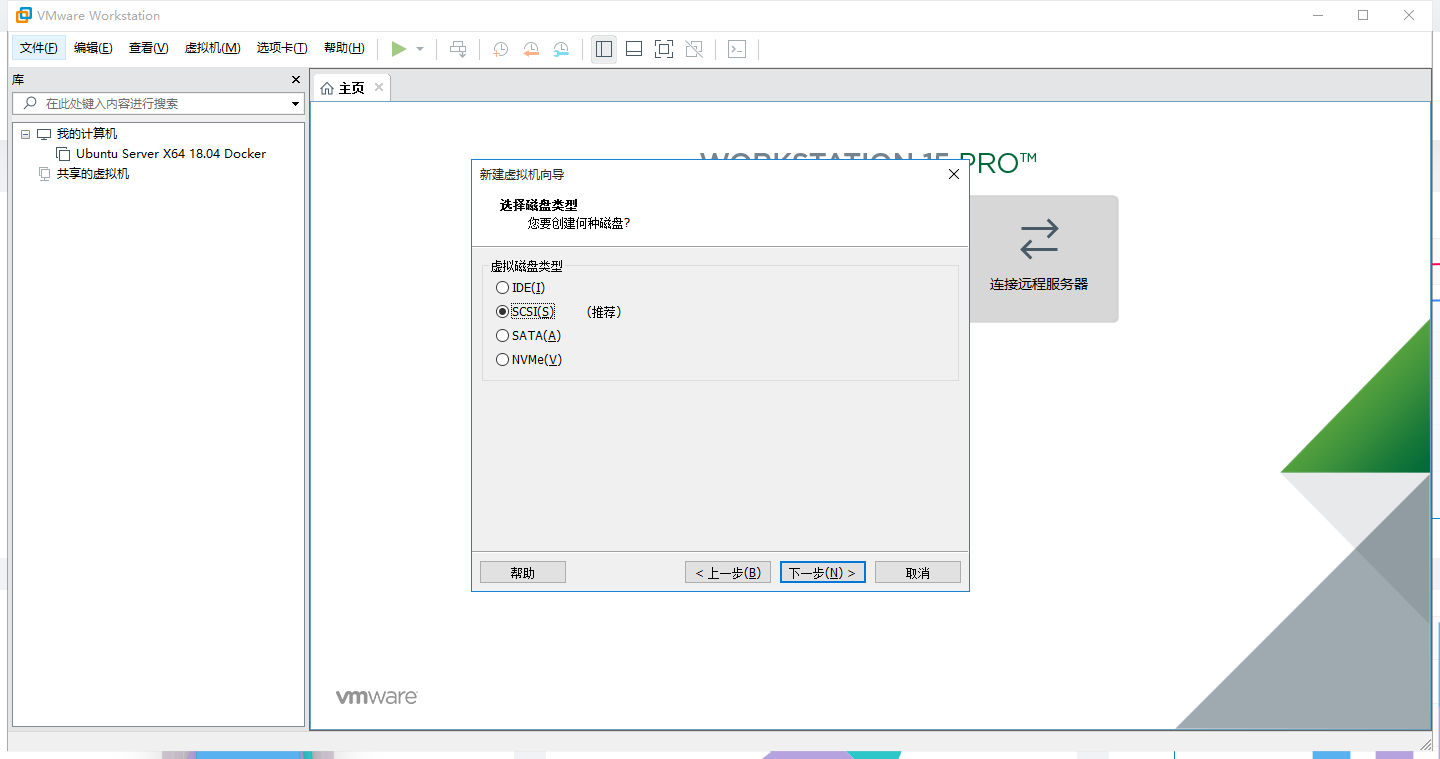 VMware Workstation
文件(F) 编辑(E) 查看(V) 虚拟机(M) 选项卡(T) 帮助(H)
库
在此处键入内容进行搜索
我的计算机
Ubuntu Server X64 18.04 Docker
共享的虚拟机
主页
WORKSTATION 15 PRO™
连接远程服务器
新建虚拟机向导
选择磁盘类型
您要创建何种磁盘?
虚拟磁盘类型
IDE(I)
SCSI(S) (推荐)
SATA(A)
NVMe(V)
帮助 < 上一步(B) 下一步(N) > 取消
vmware